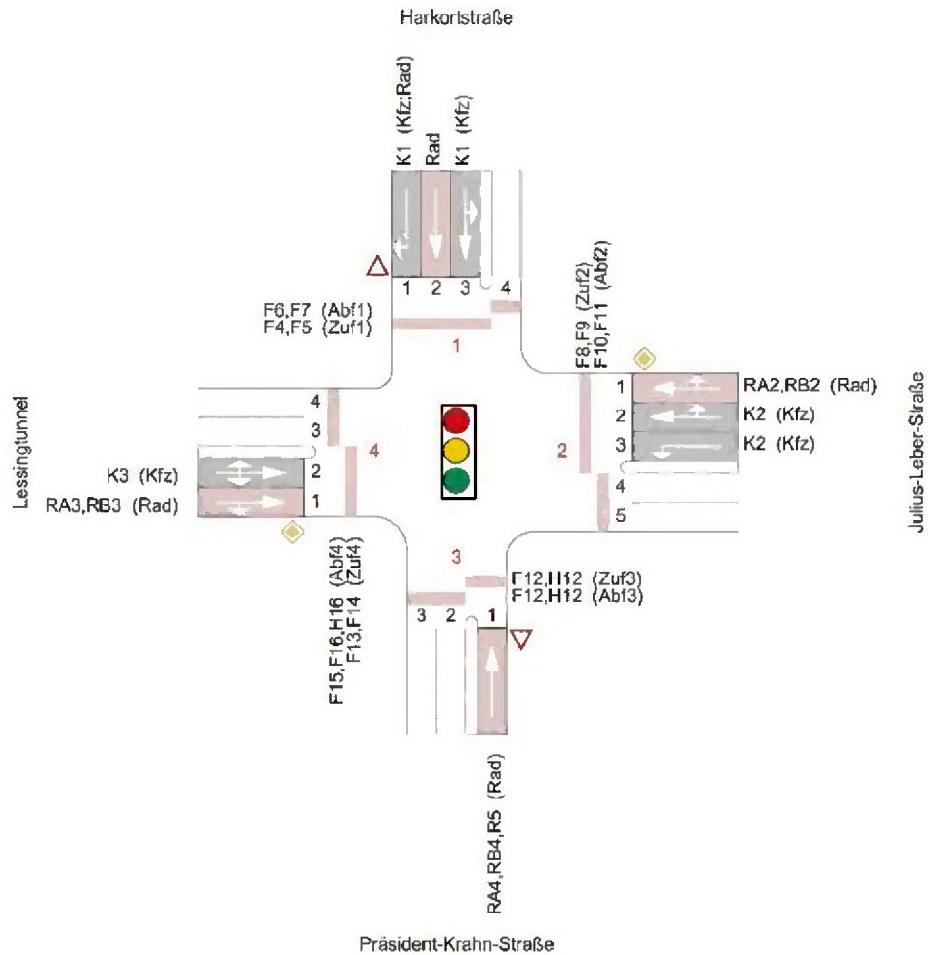 Harkortstraße
K1 (Kfz;Rad)
Rad
K1 (Kfz)
1 2 3 4
F6,F7 (Abf1)
F4,F5 (Zuf1)
1
F8,F9 (Zuf2)
F10,F11 (Abf2)
1 RA2,RB2 (Rad)
2 K2 (Kfz)
3 K2 (Kfz)
4
5
2
Julius-Leber-Straße
Lessingtunnel
4
3
K3 (Kfz) 2
RA3,RB3 (Rad) 1
4
F15,F16,H16 (Abf4)
F13,F14 (Zuf4)
3
F12,H12 (Zuf3)
F12,H12 (Abf3)
3 2 1
RA4,RB4,R5 (Rad)
Präsident-Krahn-Straße